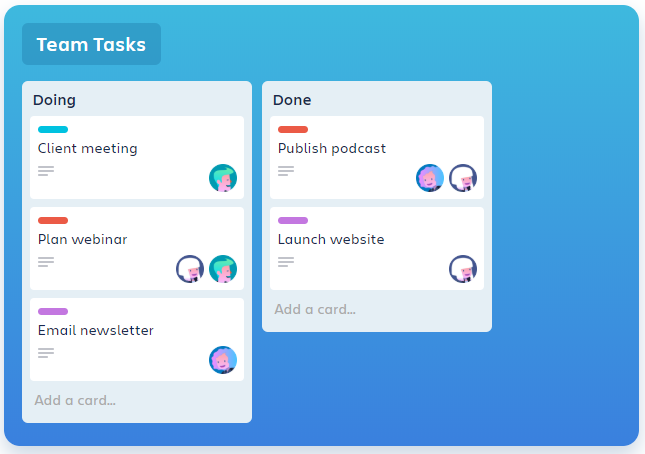 Team Tasks
Doing
Client meeting
Plan webinar
Email newsletter
Add a card...
Done
Publish podcast
Launch website
Add a card...